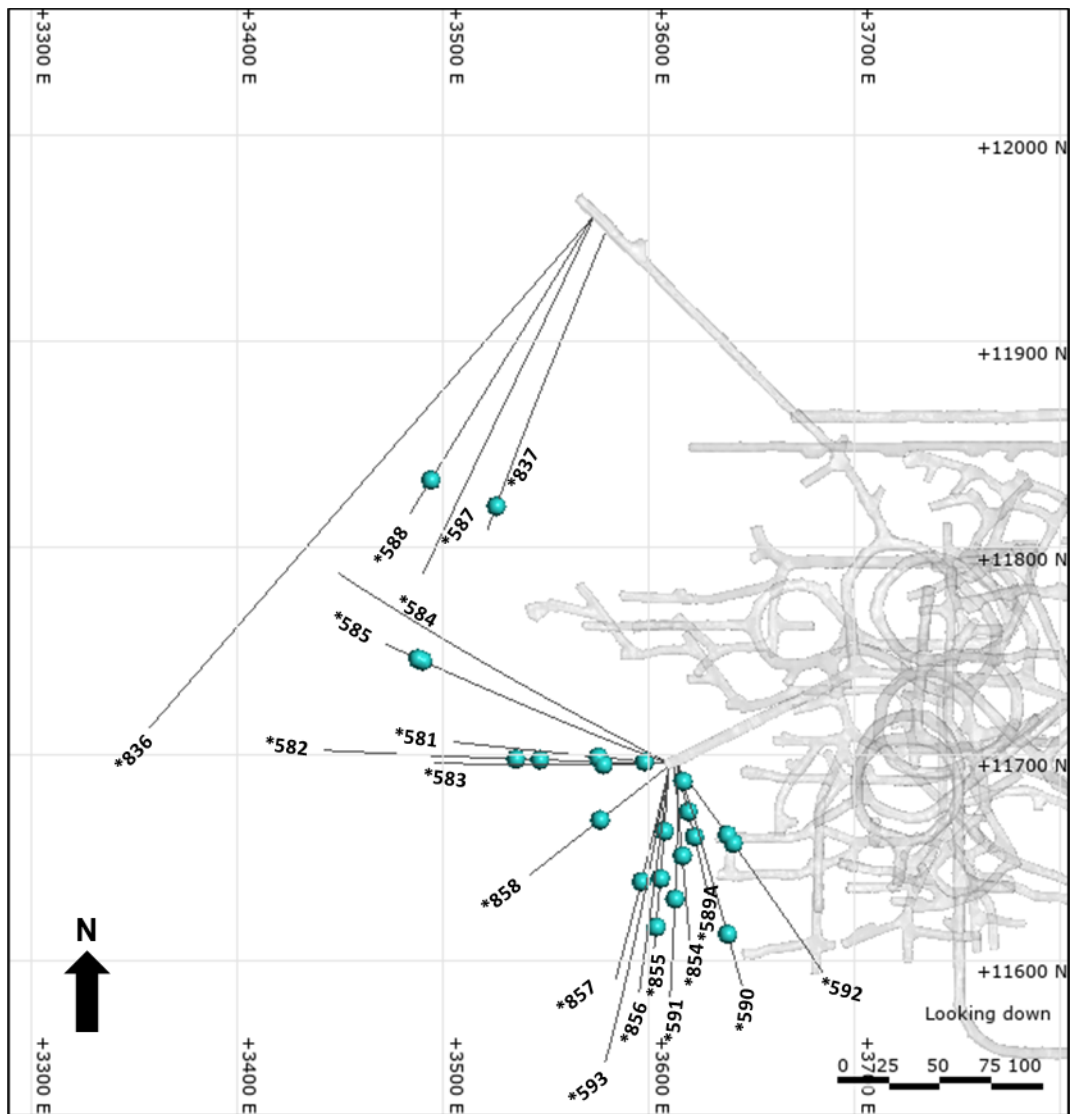 +3300 E
+3400 E
+3500 E
+3600 E
+3700 E
+12000 N
+11900 N
*837
*587
*588
+11800 N
*584
*585
*581
*582
*836
*583
+11700 N
*858
*589A
N
*855
*854
+11600 N
*857
*592
*590
*856
*591
Looking down
*593
+3300 E
+3400 E
+3500 E
+3600 E
+3700 E
0 25 50 75 100